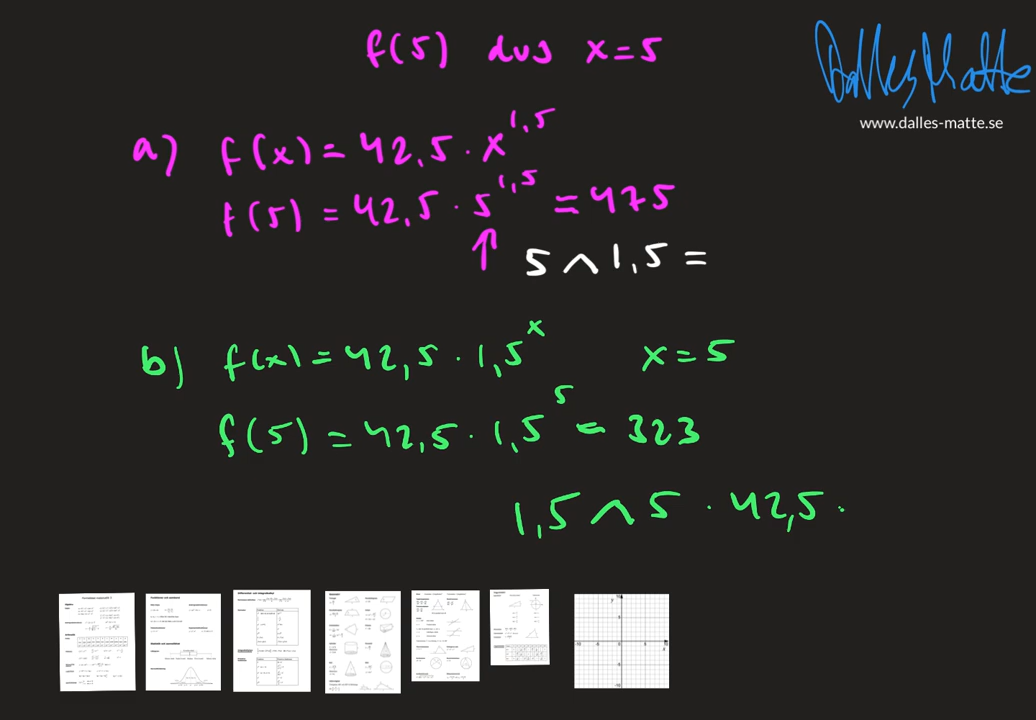 f(5) dvs x=5
Dalles Matte
www.dalles-matte.se
a) f(x) = 42,5 · x^1,5
f(5) = 42,5 · 5^1,5 = 475
↑ 5 ^ 1,5 =
b) f(x) = 42,5 · 1,5^x x = 5
f(5) = 42,5 · 1,5^5 = 323
1,5 ^ 5 · 42,5 ·